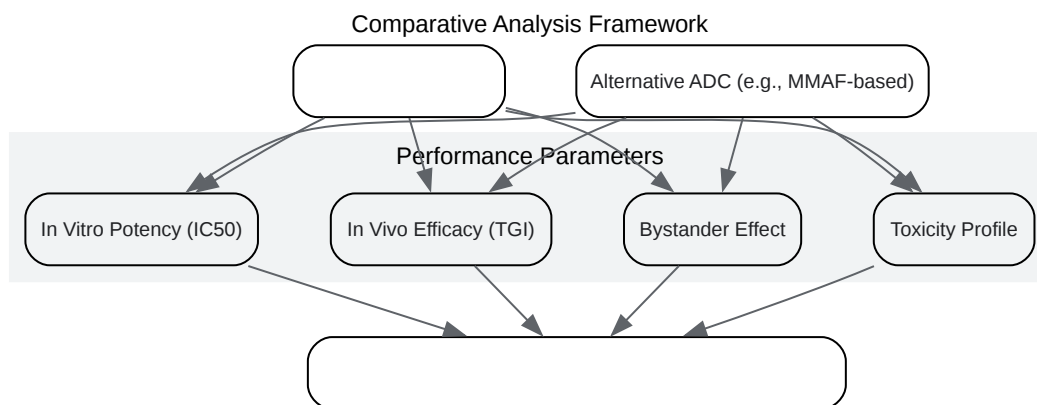 Comparative Analysis Framework
Alternative ADC (e.g., MMAF-based)
Performance Parameters
In Vitro Potency (IC50)
In Vivo Efficacy (TGI)
Bystander Effect
Toxicity Profile